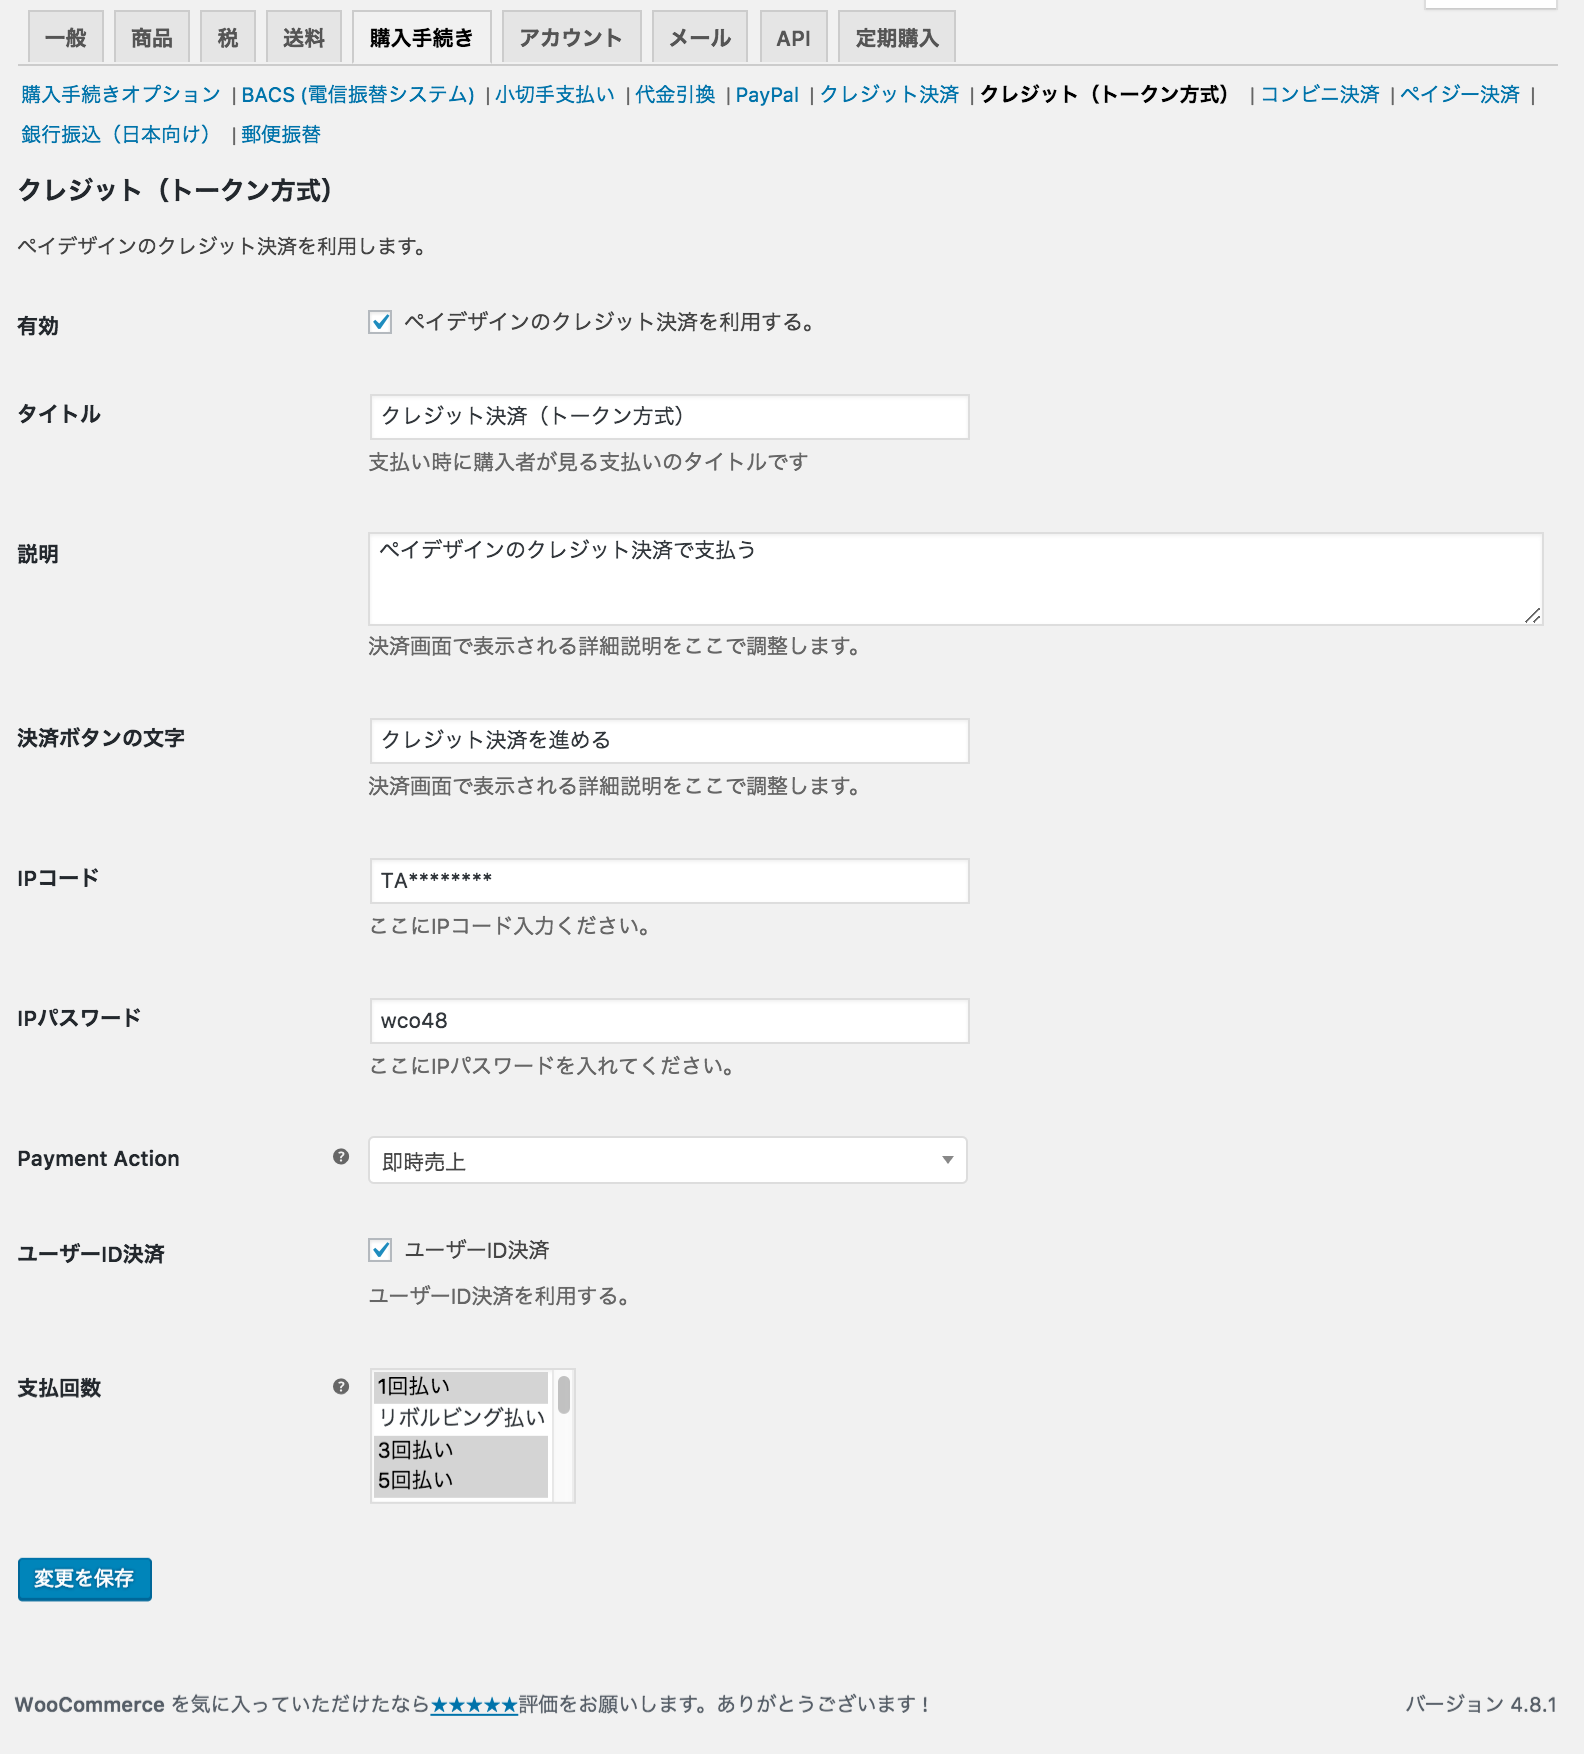 一般 商品 税 送料 購入手続き アカウント メール API 定期購入
購入手続きオプション | BACS (電信振替システム) | 小切手支払い | 代金引換 | PayPal | クレジット決済 | クレジット（トークン方式） | コンビニ決済 | ペイジー決済 |
銀行振込（日本向け） | 郵便振替
クレジット（トークン方式）
ペイデザインのクレジット決済を利用します。
有効 ペイデザインのクレジット決済を利用する。
タイトル クレジット決済（トークン方式）
支払い時に購入者が見る支払いのタイトルです
説明 ペイデザインのクレジット決済で支払う
決済画面で表示される詳細説明をここで調整します。
決済ボタンの文字 クレジット決済を進める
決済画面で表示される詳細説明をここで調整します。
IPコード TA********
ここにIPコード入力ください。
IPパスワード wco48
ここにIPパスワードを入れてください。
Payment Action ? 即時売上
ユーザーID決済 ユーザーID決済
ユーザーID決済を利用する。
支払回数 ? 1回払い
リボルビング払い
3回払い
5回払い
変更を保存
WooCommerce を気に入っていただけたなら★★★★★評価をお願いします。ありがとうございます！ バージョン 4.8.1